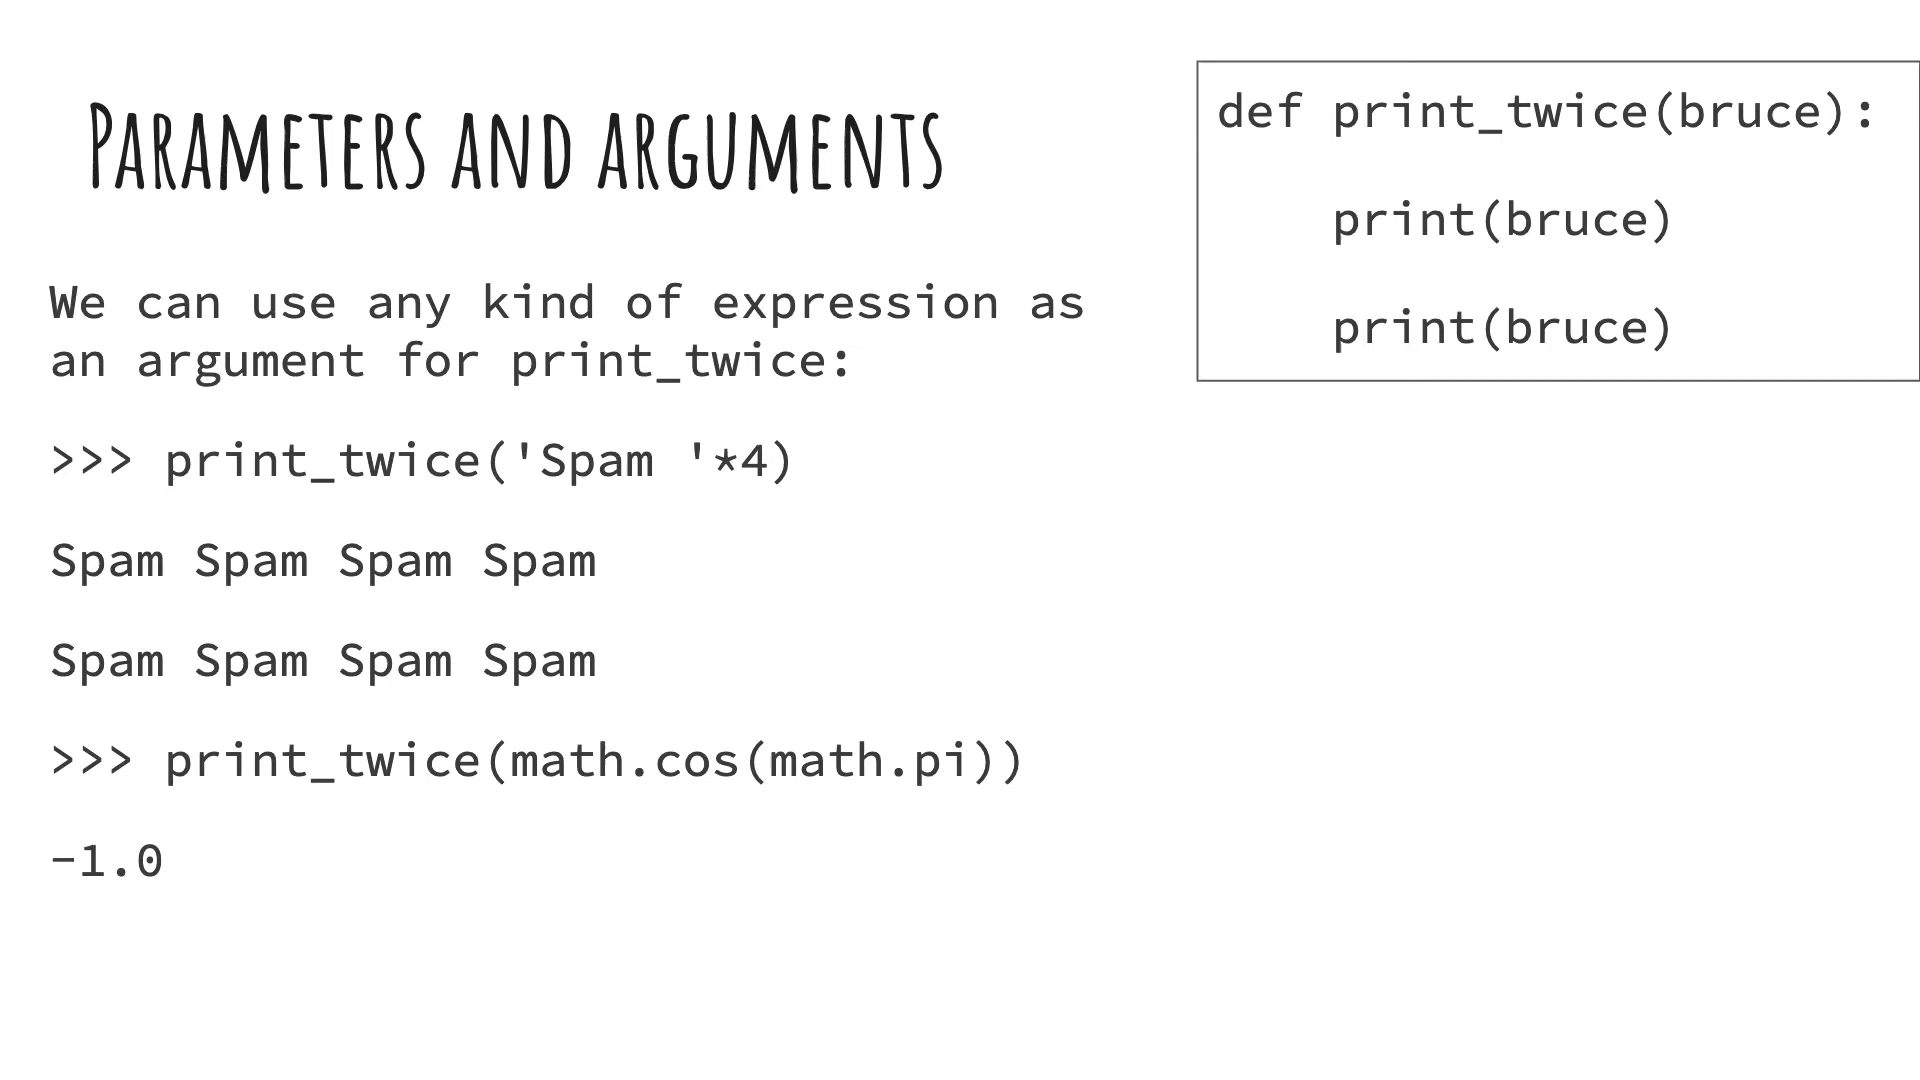 Parameters and arguments
We can use any kind of expression as
an argument for print_twice:
>>> print_twice('Spam '*4)
Spam Spam Spam Spam
Spam Spam Spam Spam
>>> print_twice(math.cos(math.pi))
-1.0
def print_twice(bruce):
    print(bruce)
    print(bruce)